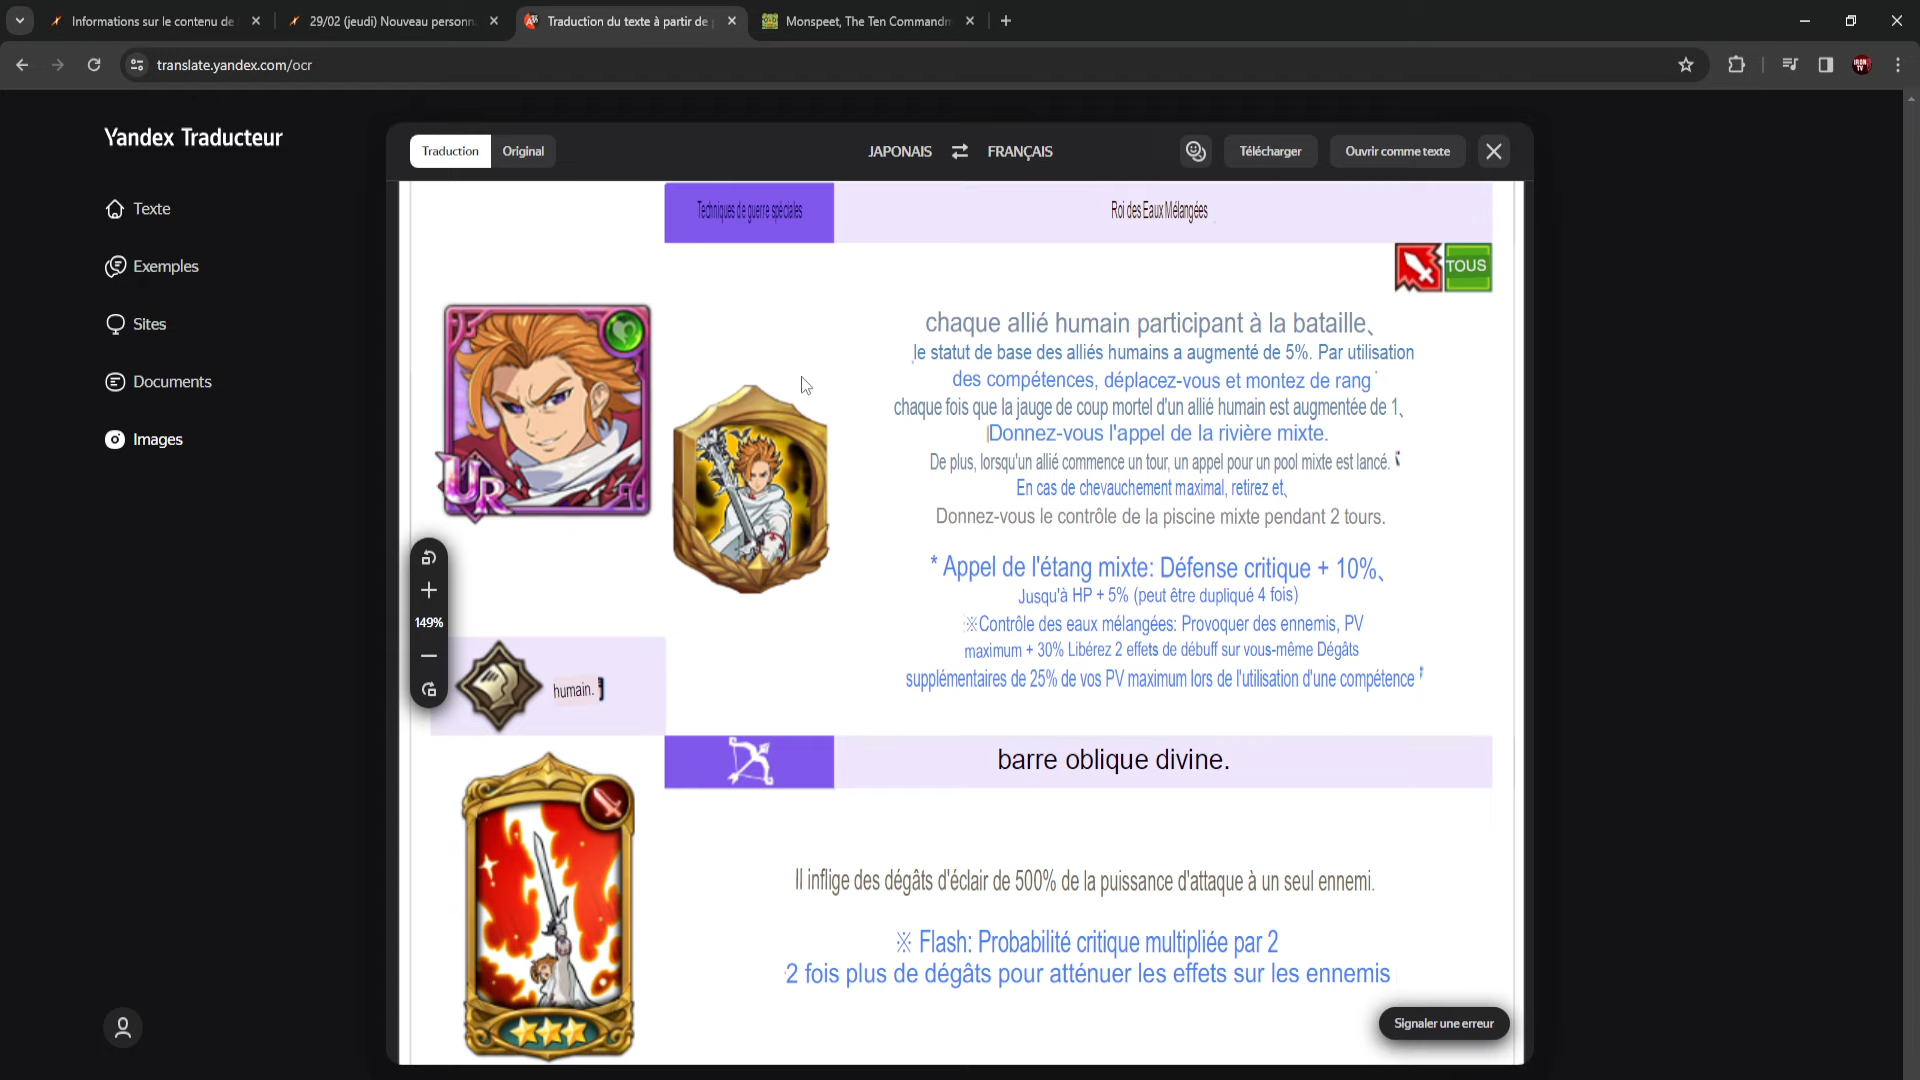 Informations sur le contenu de
29/02 (jeudi) Nouveau personn
Traduction du texte à partir de
Monspeet, The Ten Commandm
translate.yandex.com/ocr
Yandex Traducteur
Texte
Exemples
Sites
Documents
Images
Traduction
Original
JAPONAIS
FRANÇAIS
Télécharger
Ouvrir comme texte
Techniques de guerre spéciales
Roi des Eaux Mélangées
TOUS
UR
chaque allié humain participant à la bataille、
le statut de base des alliés humains a augmenté de 5%. Par utilisation
des compétences, déplacez-vous et montez de rang
chaque fois que la jauge de coup mortel d'un allié humain est augmentée de 1、
Donnez-vous l'appel de la rivière mixte.
De plus, lorsqu'un allié commence un tour, un appel pour un pool mixte est lancé.
En cas de chevauchement maximal, retirez et、
Donnez-vous le contrôle de la piscine mixte pendant 2 tours.
* Appel de l'étang mixte: Défense critique + 10%、
Jusqu'à HP + 5% (peut être dupliqué 4 fois)
※Contrôle des eaux mélangées: Provoquer des ennemis, PV
maximum + 30% Libérez 2 effets de débuff sur vous-même Dégâts
supplémentaires de 25% de vos PV maximum lors de l'utilisation d'une compétence
149%
humain.
barre oblique divine.
Il inflige des dégâts d'éclair de 500% de la puissance d'attaque à un seul ennemi.
※ Flash: Probabilité critique multipliée par 2
2 fois plus de dégâts pour atténuer les effets sur les ennemis
Signaler une erreur